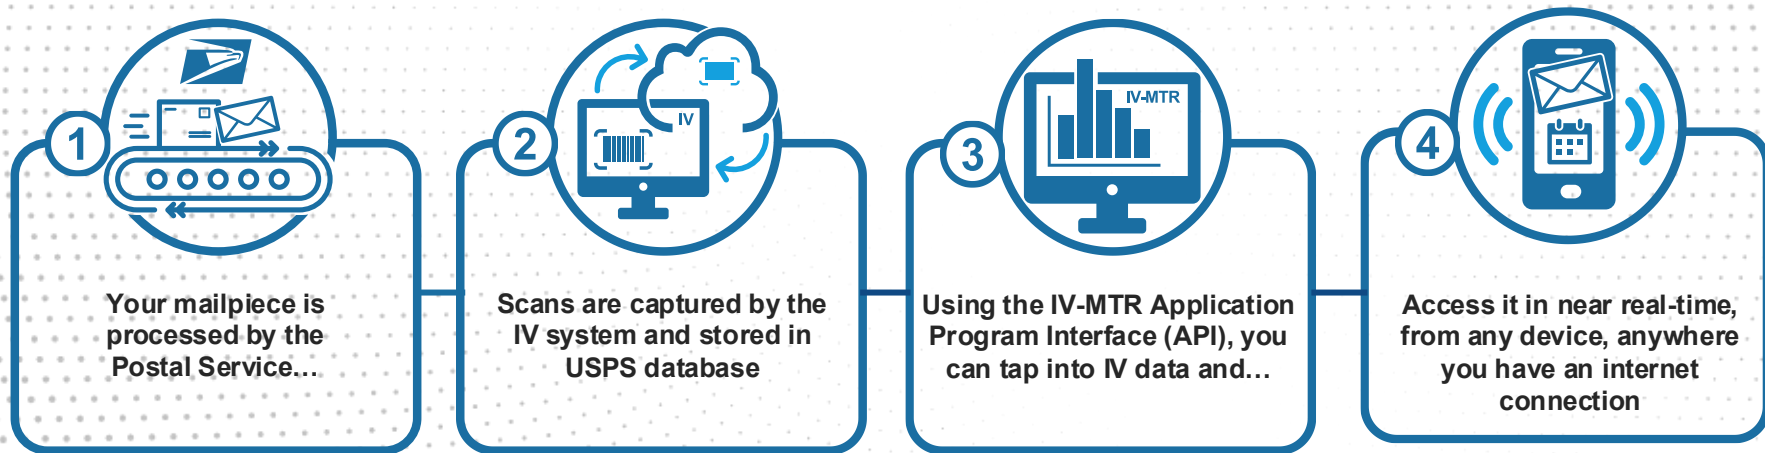 1
Your mailpiece is
processed by the
Postal Service…
2
IV
Scans are captured by the
IV system and stored in
USPS database
3
IV-MTR
Using the IV-MTR Application
Program Interface (API), you
can tap into IV data and…
4
Access it in near real-time,
from any device, anywhere
you have an internet
connection